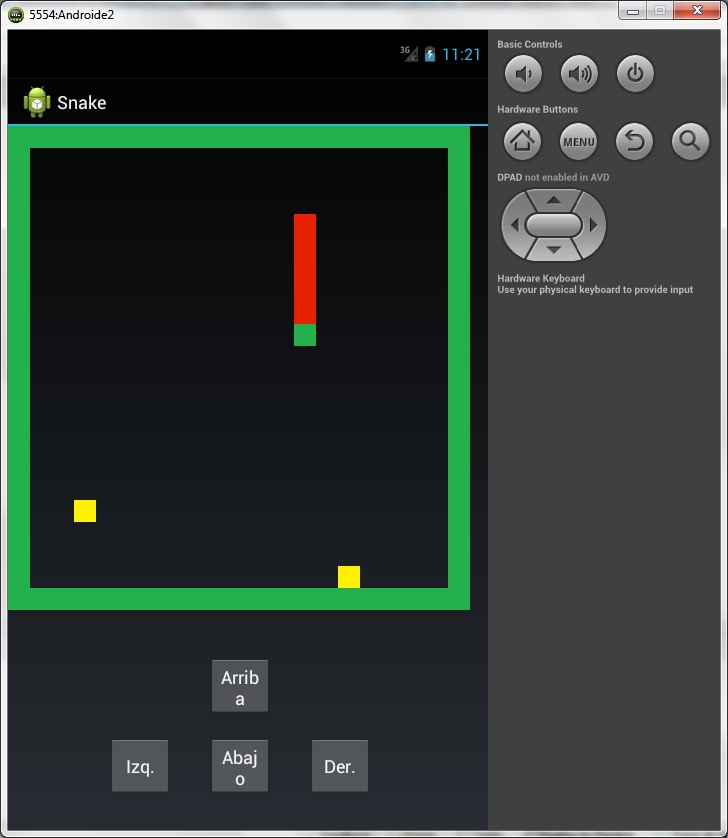 5554:Androide2
3G 11:21
Snake
Arrib
a
Izq.
Abaj
o
Der.
Basic Controls
Hardware Buttons
MENU
DPAD not enabled in AVD
Hardware Keyboard
Use your physical keyboard to provide input